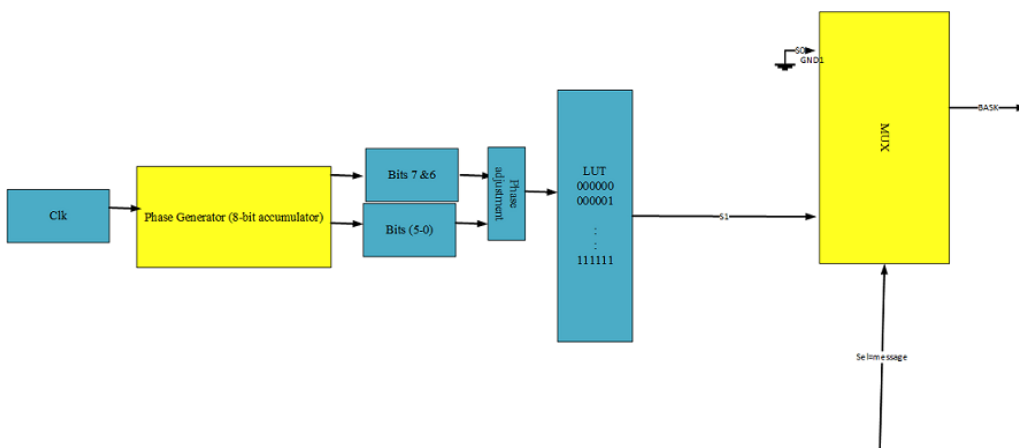 Clk
Phase Generator (8-bit accumulator)
Bits 7 &6
Bits (5-0)
Phase
adjustment
LUT
000000
000001
:
:
111111
S1
S0
GND1
MUX
BASK
Sel=message